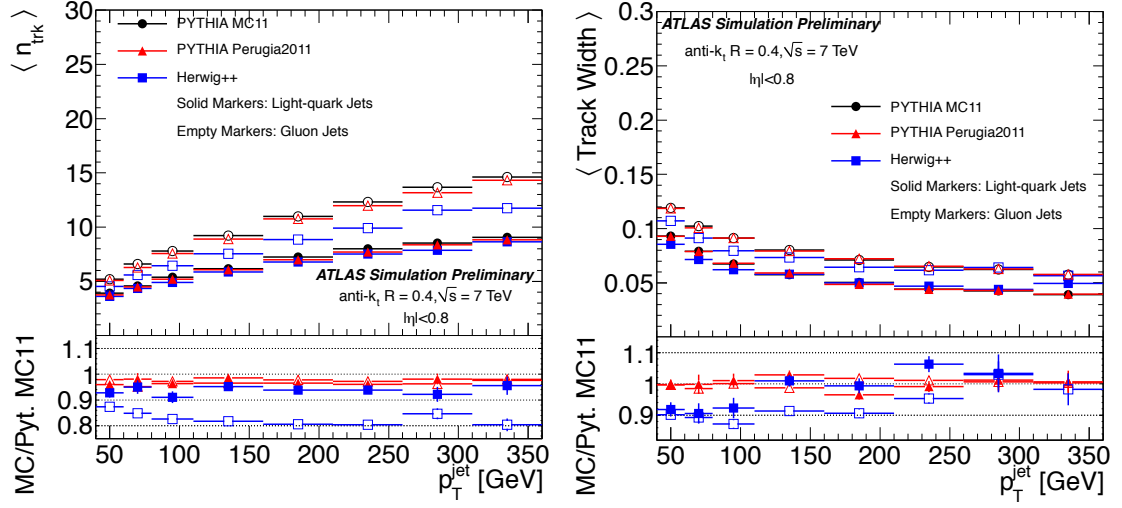 ⟨ n_trk ⟩
30
25
20
15
10
5
PYTHIA MC11
PYTHIA Perugia2011
Herwig++
Solid Markers: Light-quark Jets
Empty Markers: Gluon Jets
ATLAS Simulation Preliminary
anti-k_t R = 0.4,√s = 7 TeV
|η|<0.8
MC/Pyt. MC11
1.1
1
0.9
0.8
50 100 150 200 250 300 350
p_T^jet [GeV]
⟨ Track Width ⟩
0.3
0.25
0.2
0.15
0.1
0.05
ATLAS Simulation Preliminary
anti-k_t R = 0.4,√s = 7 TeV
|η|<0.8
PYTHIA MC11
PYTHIA Perugia2011
Herwig++
Solid Markers: Light-quark Jets
Empty Markers: Gluon Jets
MC/Pyt. MC11
1.1
1
0.9
50 100 150 200 250 300 350
p_T^jet [GeV]